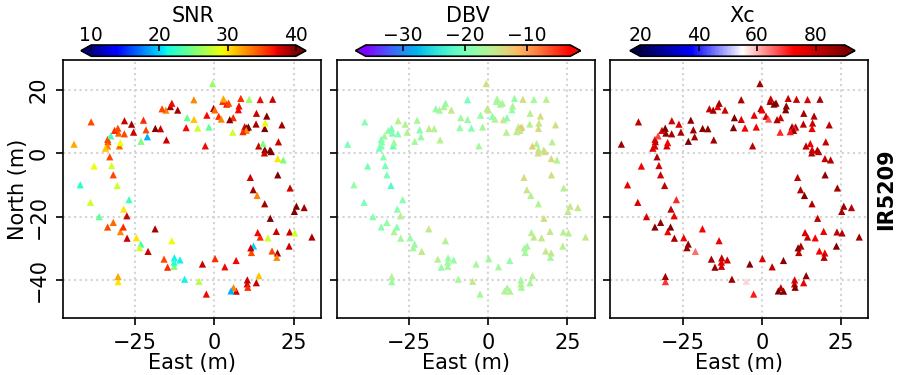 SNR DBV Xc
10 20 30 40 −30 −20 −10 20 40 60 80
20
0
−20
−40
North (m)
IR5209
−25 0 25 −25 0 25 −25 0 25
East (m) East (m) East (m)